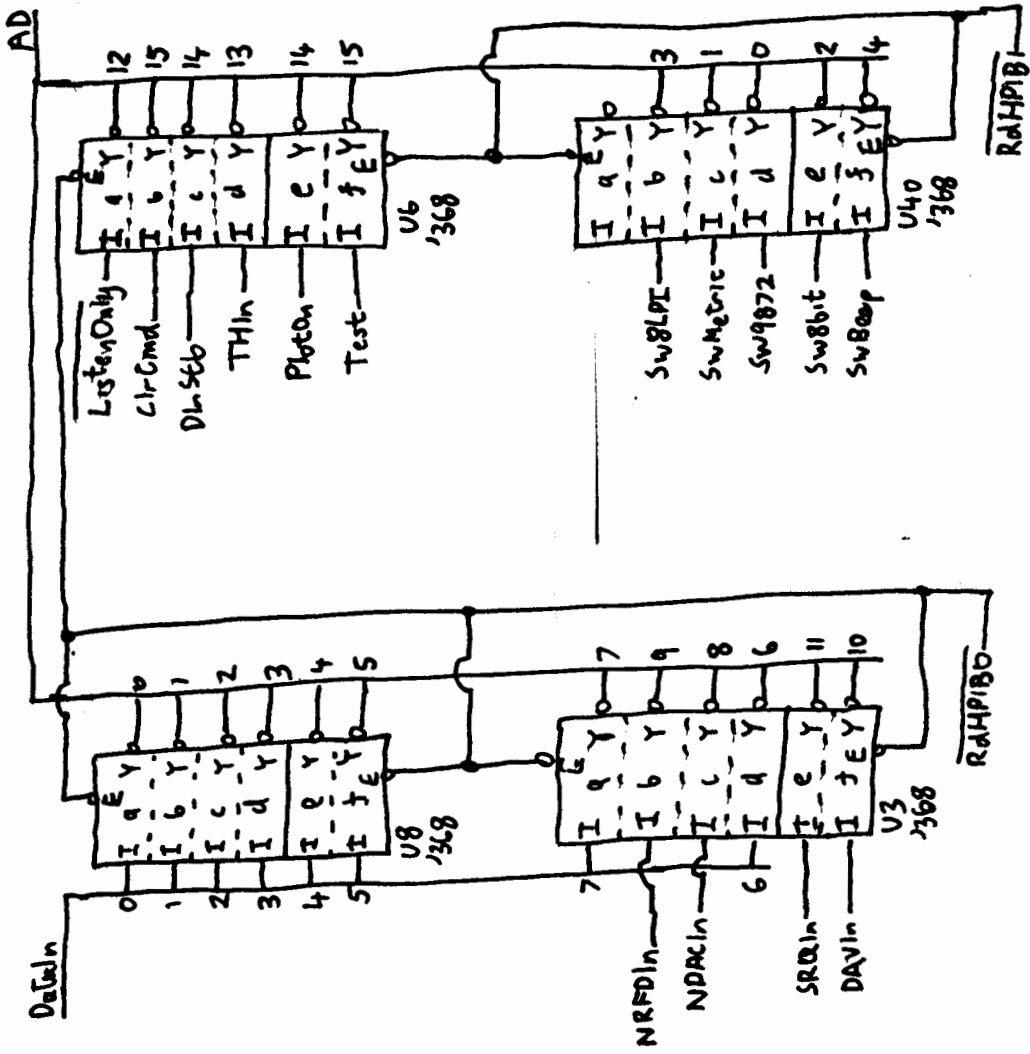 AD
12
15
14
13
14
15
E
I a Y
I b Y
I c Y
I d Y
I e Y
I f Y
E
U6
'368
ListenOnly
ClrCmd
DLnStb
THIn
PlotOn
Test
3
1
0
2
4
E
I a Y
I b Y
I c Y
I d Y
I e Y
I f Y
E
U40
'368
Sw8LPI
SwMetric
Sw9872
Sw8bit
SwBeep
RdHPIB1
DataIn
0
1
2
3
4
5
E
I a Y
I b Y
I c Y
I d Y
I e Y
I f Y
E
U8
'368
0
1
2
3
4
5
7
9
8
6
11
10
E
I a Y
I b Y
I c Y
I d Y
I e Y
I f Y
E
U3
'368
7
NRFDIn
NDACIn
6
SRQIn
DAVIn
RdHPIB0